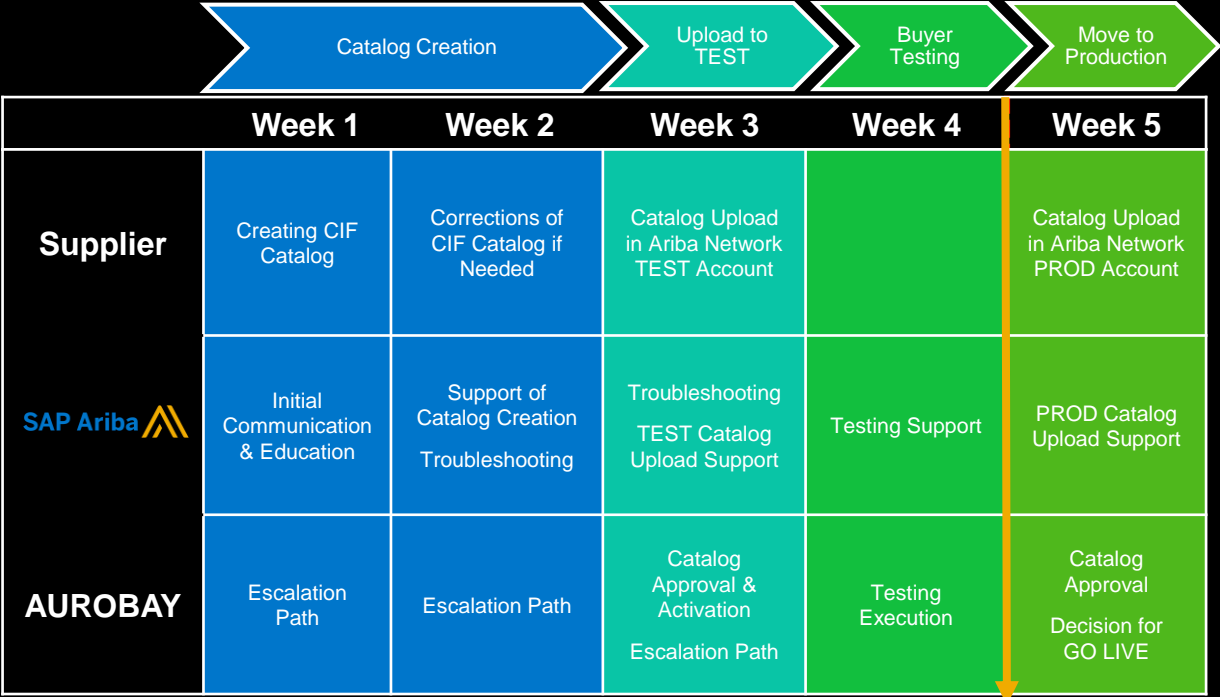 Catalog Creation
Upload to
TEST
Buyer
Testing
Move to
Production
Week 1
Week 2
Week 3
Week 4
Week 5
Supplier
Creating CIF
Catalog
Corrections of
CIF Catalog if
Needed
Catalog Upload
in Ariba Network
TEST Account
Catalog Upload
in Ariba Network
PROD Account
SAP Ariba
Initial
Communication
& Education
Support of
Catalog Creation
Troubleshooting
Troubleshooting
TEST Catalog
Upload Support
Testing Support
PROD Catalog
Upload Support
AUROBAY
Escalation
Path
Escalation Path
Catalog
Approval &
Activation
Escalation Path
Testing
Execution
Catalog
Approval
Decision for
GO LIVE